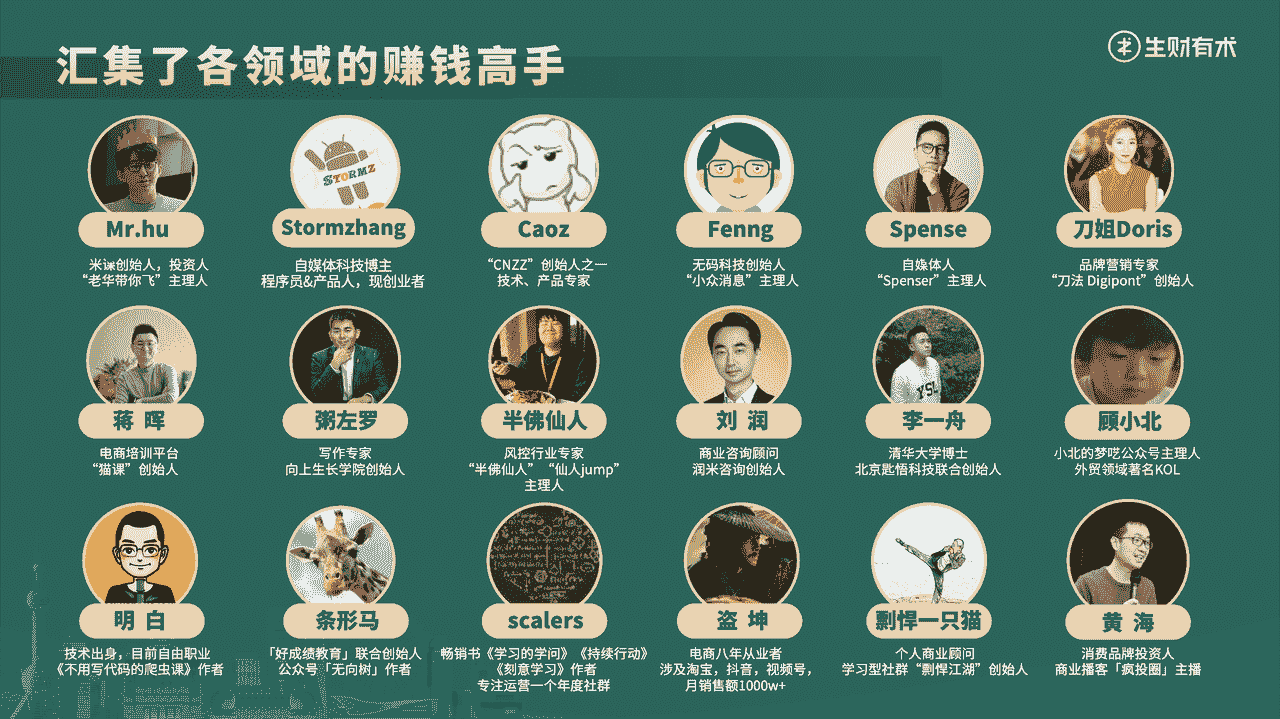 汇集了各领域的赚钱高手
生财有术
STORMZ
Mr.hu
Stormzhang
Caoz
Fenng
Spense
刀姐Doris
米课创始人，投资人
“老华带你飞”主理人
自媒体科技博主
程序员&产品人，现创业者
“CNZZ”创始人之一
技术、产品专家
无码科技创始人
“小众消息”主理人
自媒体人
“Spenser”主理人
品牌营销专家
“刀法 Digipont”创始人
YSL
蒋 晖
粥左罗
半佛仙人
刘 润
李一舟
顾小北
电商培训平台
“猫课”创始人
写作专家
向上生长学院创始人
风控行业专家
“半佛仙人”“仙人jump”
主理人
商业咨询顾问
润米咨询创始人
清华大学博士
北京匙悟科技联合创始人
小北的梦呓公众号主理人
外贸领域著名KOL
明 白
条形马
scalers
盗 坤
剽悍一只猫
黄 海
技术出身，目前自由职业
《不用写代码的爬虫课》作者
「好成绩教育」联合创始人
公众号「无向树」作者
畅销书《学习的学问》《持续行动》
《刻意学习》作者
专注运营一个年度社群
电商八年从业者
涉及淘宝，抖音，视频号，
月销售额1000w+
个人商业顾问
学习型社群“剽悍江湖”创始人
消费品牌投资人
商业播客「疯投圈」主播